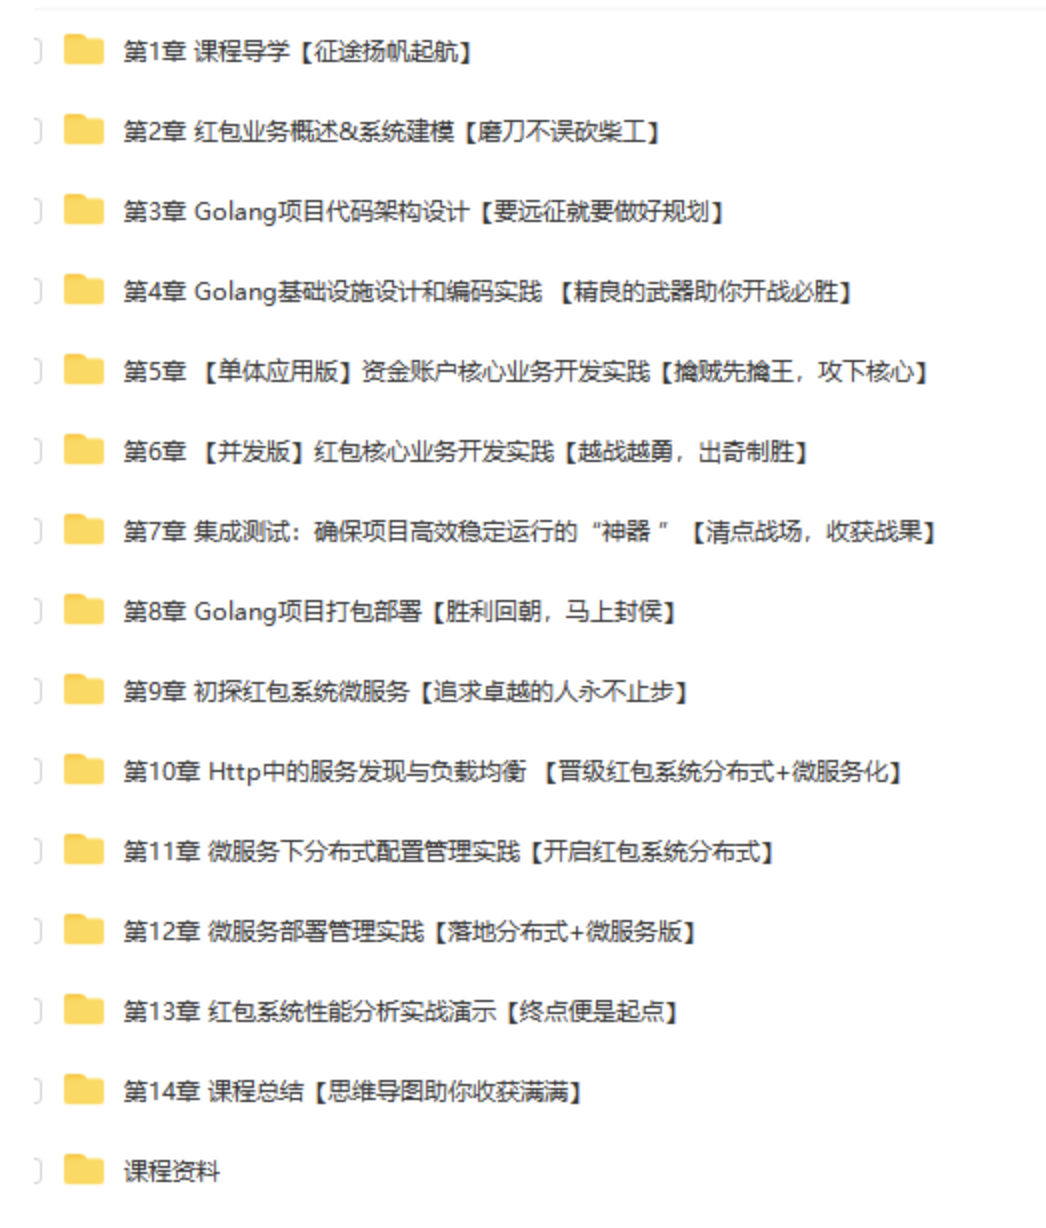 第1章 课程导学【征途扬帆起航】
第2章 红包业务概述&系统建模【磨刀不误砍柴工】
第3章 Golang项目代码架构设计【要远征就要做好规划】
第4章 Golang基础设施设计和编码实践 【精良的武器助你开战必胜】
第5章 【单体应用版】资金账户核心业务开发实践【擒贼先擒王，攻下核心】
第6章 【并发版】红包核心业务开发实践【越战越勇，出奇制胜】
第7章 集成测试：确保项目高效稳定运行的“神器 ” 【清点战场，收获战果】
第8章 Golang项目打包部署【胜利回朝，马上封侯】
第9章 初探红包系统微服务【追求卓越的人永不止步】
第10章 Http中的服务发现与负载均衡 【晋级红包系统分布式+微服务化】
第11章 微服务下分布式配置管理实践【开启红包系统分布式】
第12章 微服务部署管理实践【落地分布式+微服务版】
第13章 红包系统性能分析实战演示【终点便是起点】
第14章 课程总结【思维导图助你收获满满】
课程资料